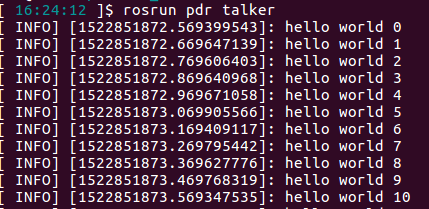 [ 16:24:12 ]$ rosrun pdr talker
[ INFO] [1522851872.569399543]: hello world 0
[ INFO] [1522851872.669647139]: hello world 1
[ INFO] [1522851872.769606403]: hello world 2
[ INFO] [1522851872.869640968]: hello world 3
[ INFO] [1522851872.969671058]: hello world 4
[ INFO] [1522851873.069905566]: hello world 5
[ INFO] [1522851873.169409117]: hello world 6
[ INFO] [1522851873.269795442]: hello world 7
[ INFO] [1522851873.369627776]: hello world 8
[ INFO] [1522851873.469768319]: hello world 9
[ INFO] [1522851873.569347535]: hello world 10